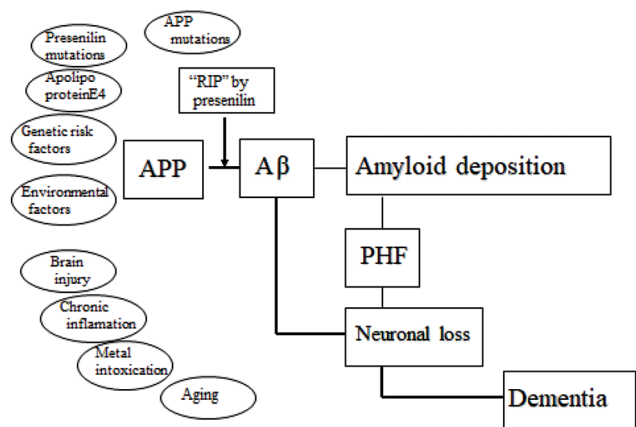 APP
mutations
Presenilin
mutations
Apolipo
proteinE4
Genetic risk
factors
Environmental
factors
Brain
injury
Chronic
inflamation
Metal
intoxication
Aging
“RIP” by
presenilin
APP
Aβ
Amyloid deposition
PHF
Neuronal loss
Dementia